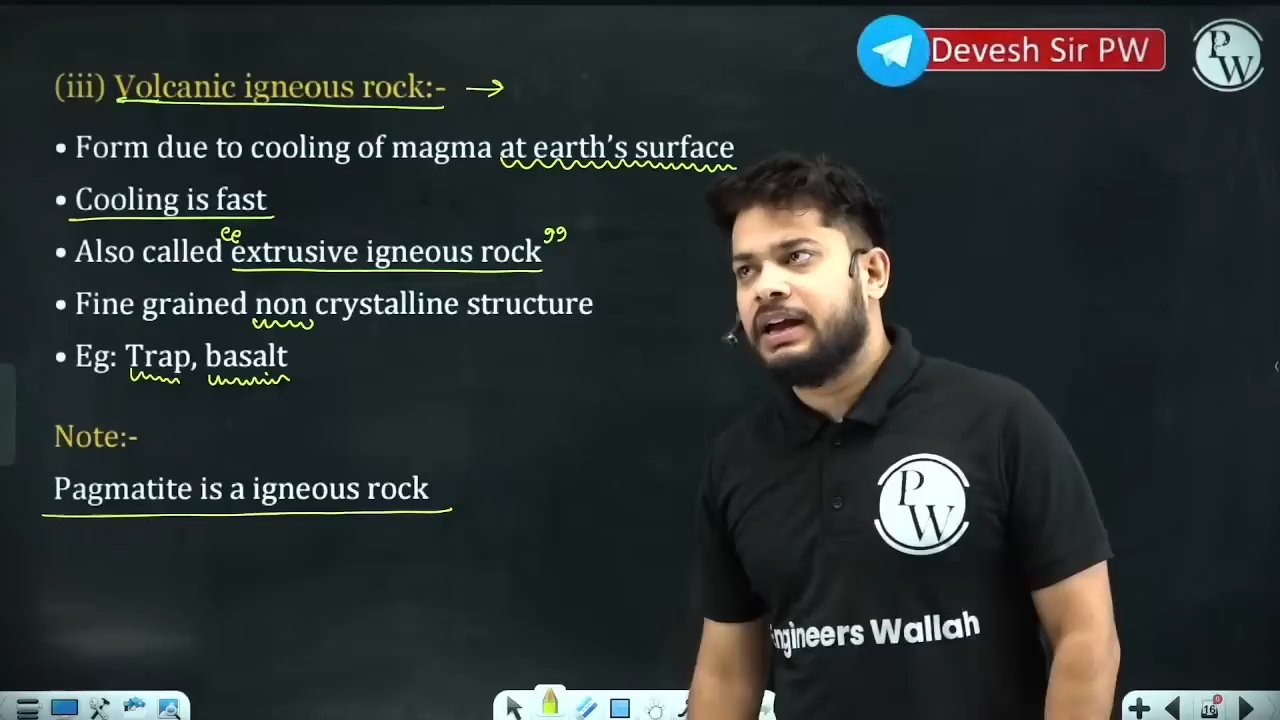 Devesh Sir PW
PW
(iii) Volcanic igneous rock:- →
• Form due to cooling of magma at earth's surface
• Cooling is fast
• Also called “extrusive igneous rock”
• Fine grained non crystalline structure
• Eg: Trap, basalt
Note:-
Pagmatite is a igneous rock
PW
ngineers Wallah
16